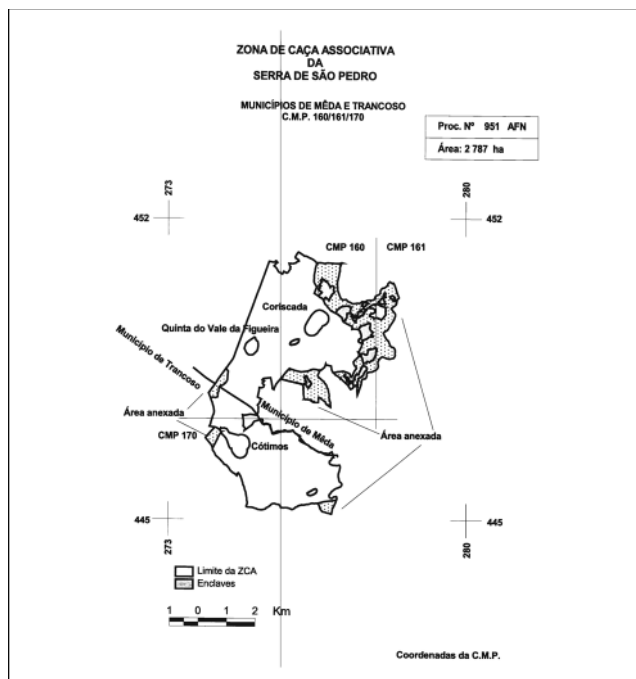 ZONA DE CAÇA ASSOCIATIVA
DA
SERRA DE SÃO PEDRO
MUNICÍPIOS DE MÊDA E TRANCOSO
C.M.P. 160/161/170
Proc. Nº 951 AFN
Área: 2 787 ha
273
280
452
452
CMP 160
CMP 161
Coriscada
Quinta do Vale da Figueira
Município de Trancoso
Área anexada
Município de Mêda
Área anexada
CMP 170
Cótimos
445
445
273
280
Limite da ZCA
Enclaves
1 0 1 2 Km
Coordenadas da C.M.P.